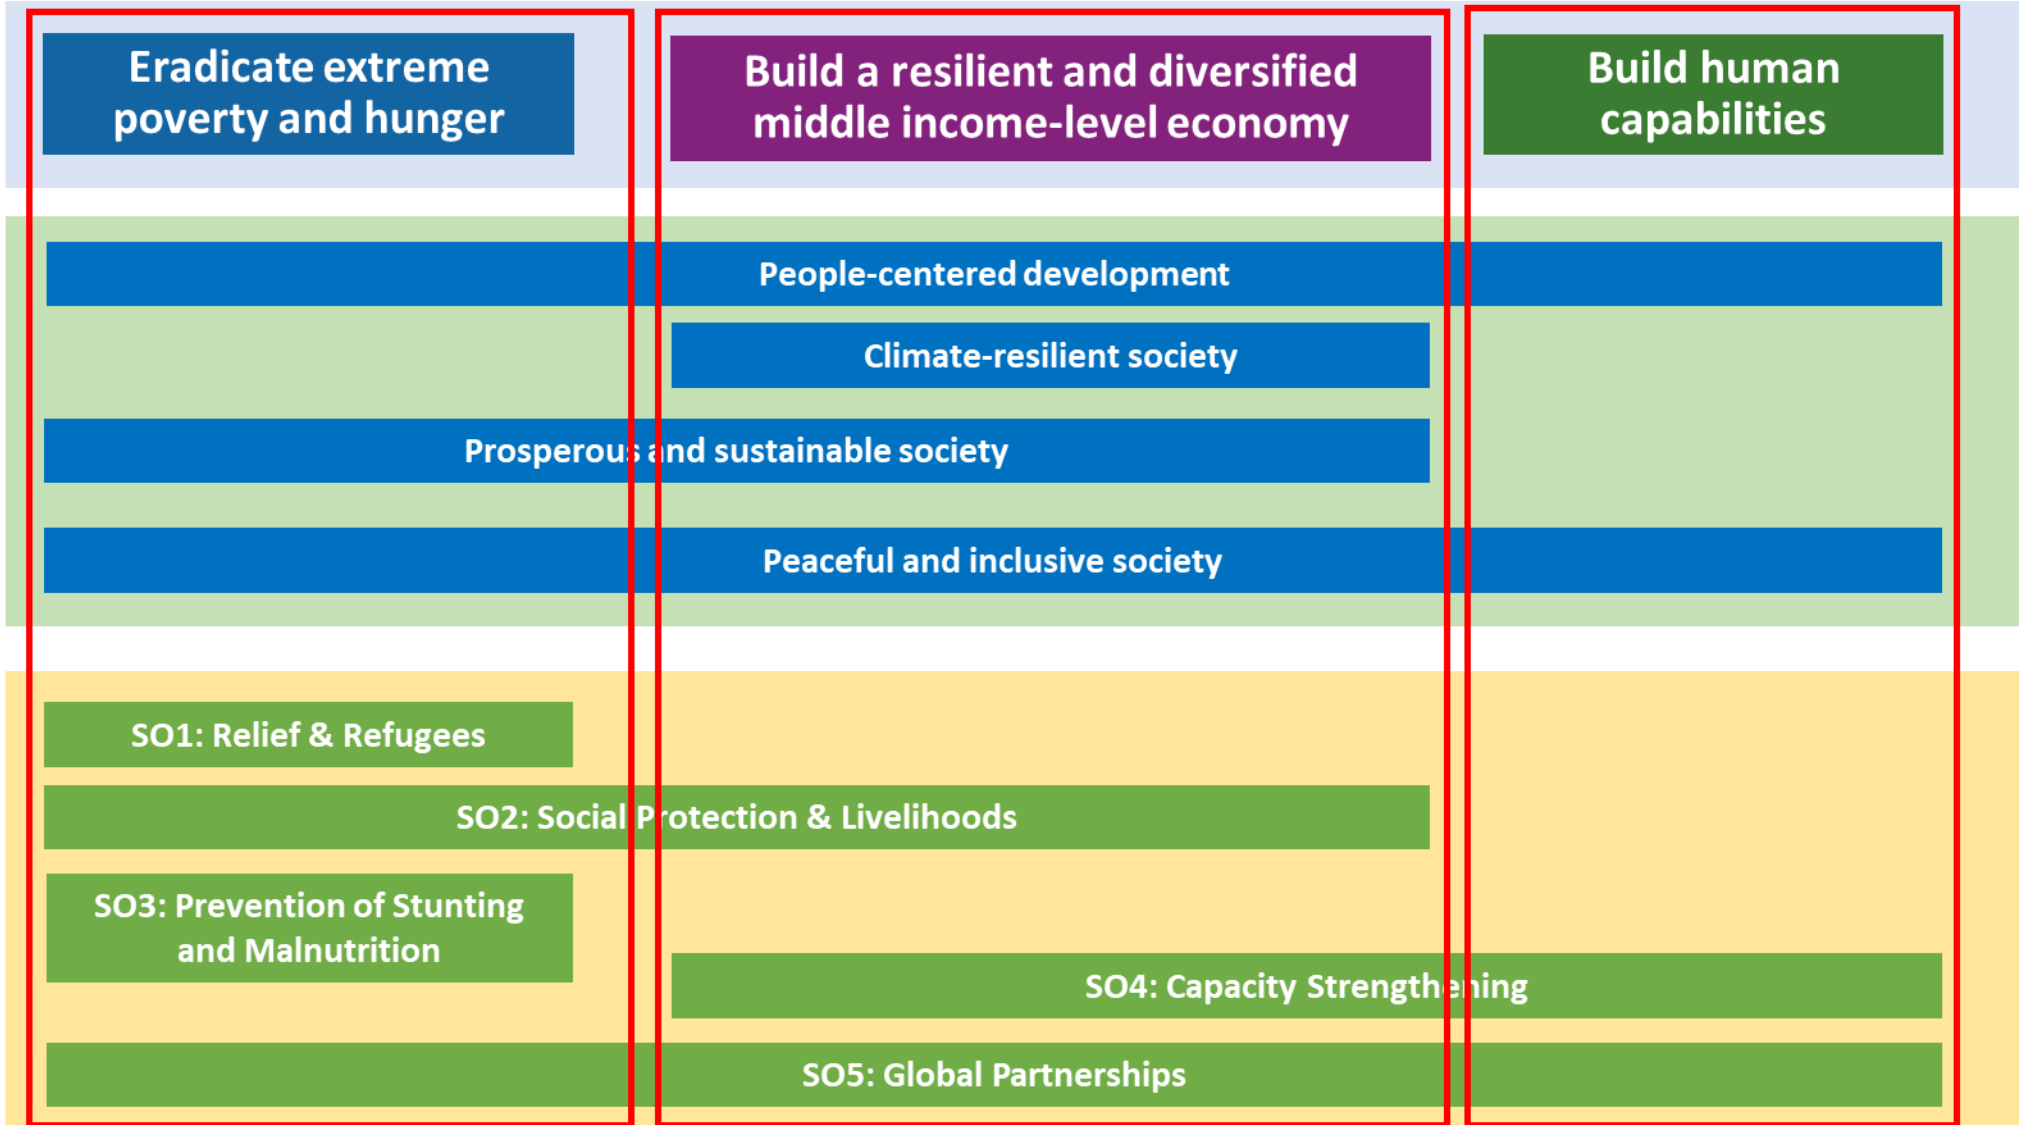 Eradicate extreme
poverty and hunger
Build a resilient and diversified
middle income-level economy
Build human
capabilities
People-centered development
Climate-resilient society
Prosperous and sustainable society
Peaceful and inclusive society
SO1: Relief & Refugees
SO2: Social Protection & Livelihoods
SO3: Prevention of Stunting
and Malnutrition
SO4: Capacity Strengthening
SO5: Global Partnerships